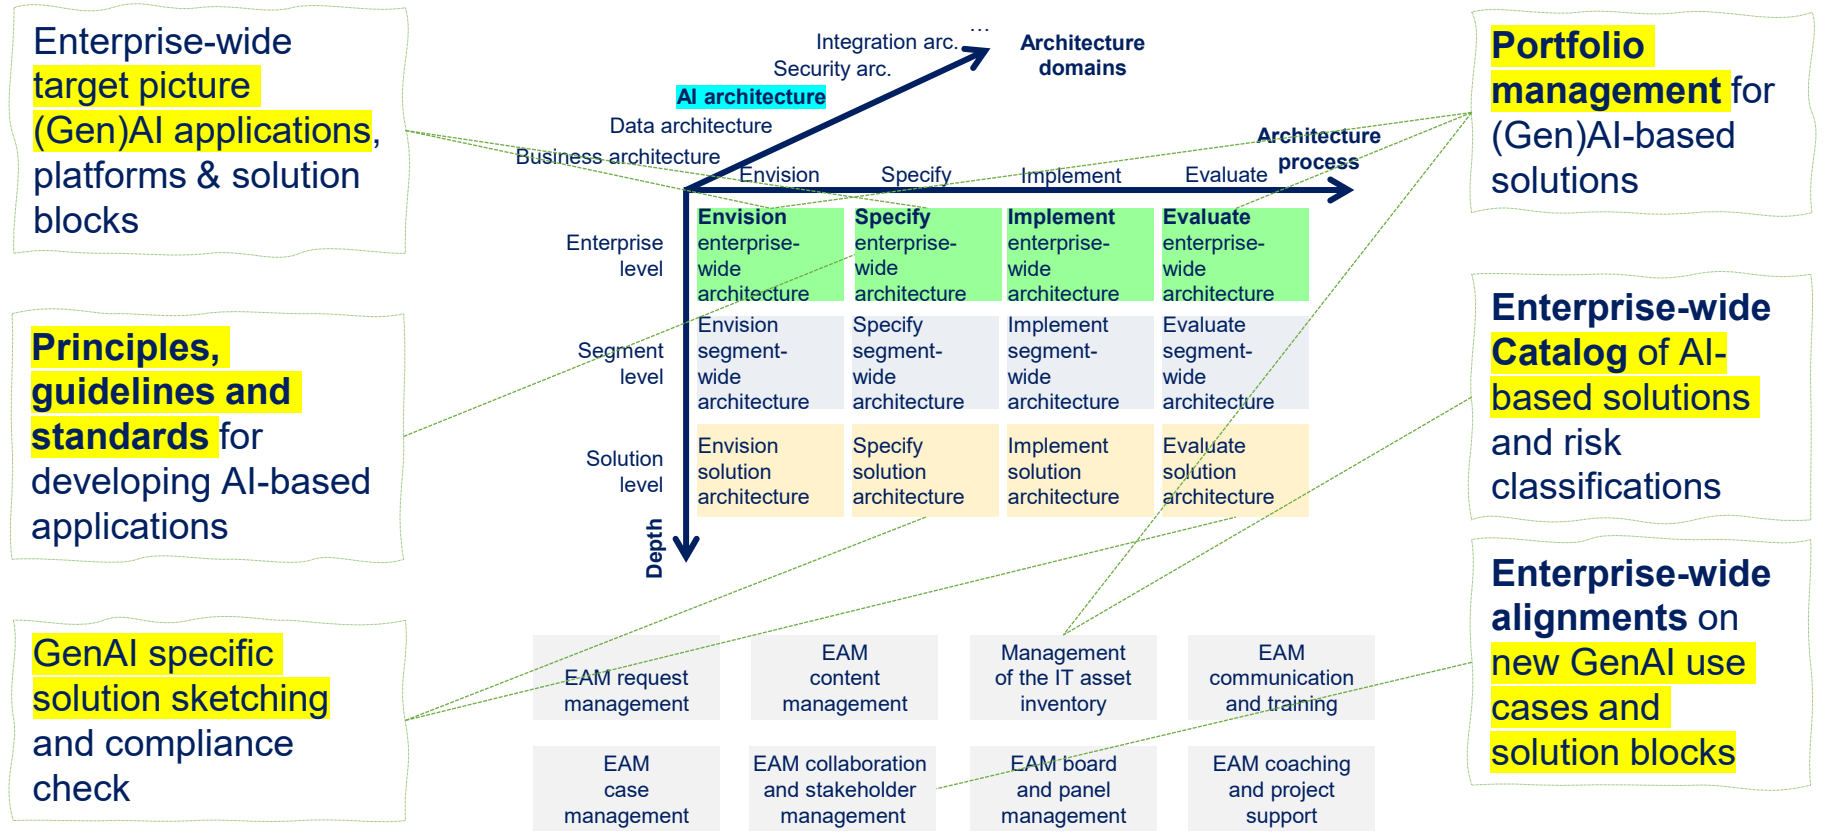 Enterprise-wide
target picture
(Gen)AI applications,
platforms & solution
blocks
Principles,
guidelines and
standards for
developing AI-based
applications
GenAI specific
solution sketching
and compliance
check
...
Integration arc.
Security arc.
AI architecture
Data architecture
Business architecture
Architecture
domains
Architecture
process
Envision
Specify
Implement
Evaluate
Enterprise
level
Envision
enterprise-
wide
architecture
Specify
enterprise-
wide
architecture
Implement
enterprise-
wide
architecture
Evaluate
enterprise-
wide
architecture
Segment
level
Envision
segment-
wide
architecture
Specify
segment-
wide
architecture
Implement
segment-
wide
architecture
Evaluate
segment-
wide
architecture
Solution
level
Envision
solution
architecture
Specify
solution
architecture
Implement
solution
architecture
Evaluate
solution
architecture
Depth
EAM request
management
EAM
content
management
Management
of the IT asset
inventory
EAM
communication
and training
EAM
case
management
EAM collaboration
and stakeholder
management
EAM board
and panel
management
EAM coaching
and project
support
Portfolio
management for
(Gen)AI-based
solutions
Enterprise-wide
Catalog of AI-
based solutions
and risk
classifications
Enterprise-wide
alignments on
new GenAI use
cases and
solution blocks